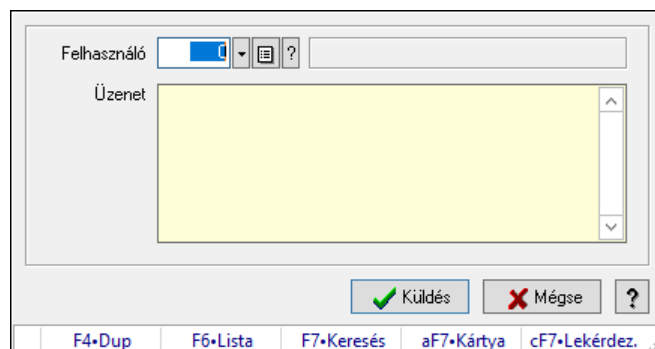 Felhasználó 0 ?
Üzenet
Küldés Mégse ?
F4•Dup F6•Lista F7•Keresés aF7•Kártya cF7•Lekérdez.